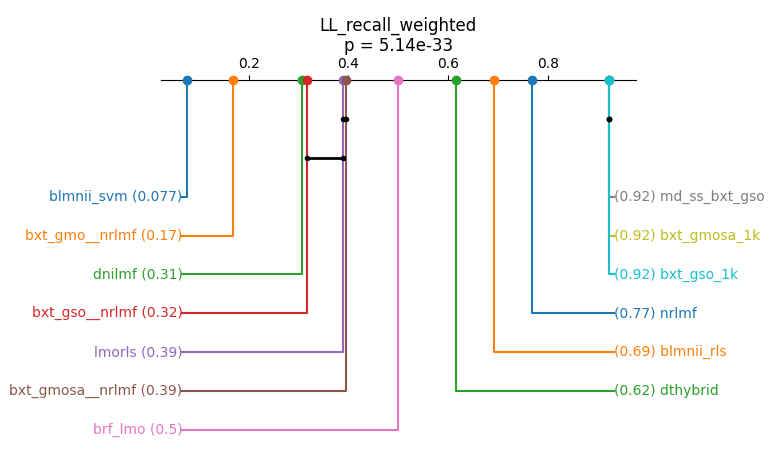 LL_recall_weighted
p = 5.14e-33
0.2 0.4 0.6 0.8
blmnii_svm (0.077)
(0.92) md_ss_bxt_gso
bxt_gmo__nrlmf (0.17)
(0.92) bxt_gmosa_1k
dnilmf (0.31)
(0.92) bxt_gso_1k
bxt_gso__nrlmf (0.32)
(0.77) nrlmf
lmorls (0.39)
(0.69) blmnii_rls
bxt_gmosa__nrlmf (0.39)
(0.62) dthybrid
brf_lmo (0.5)